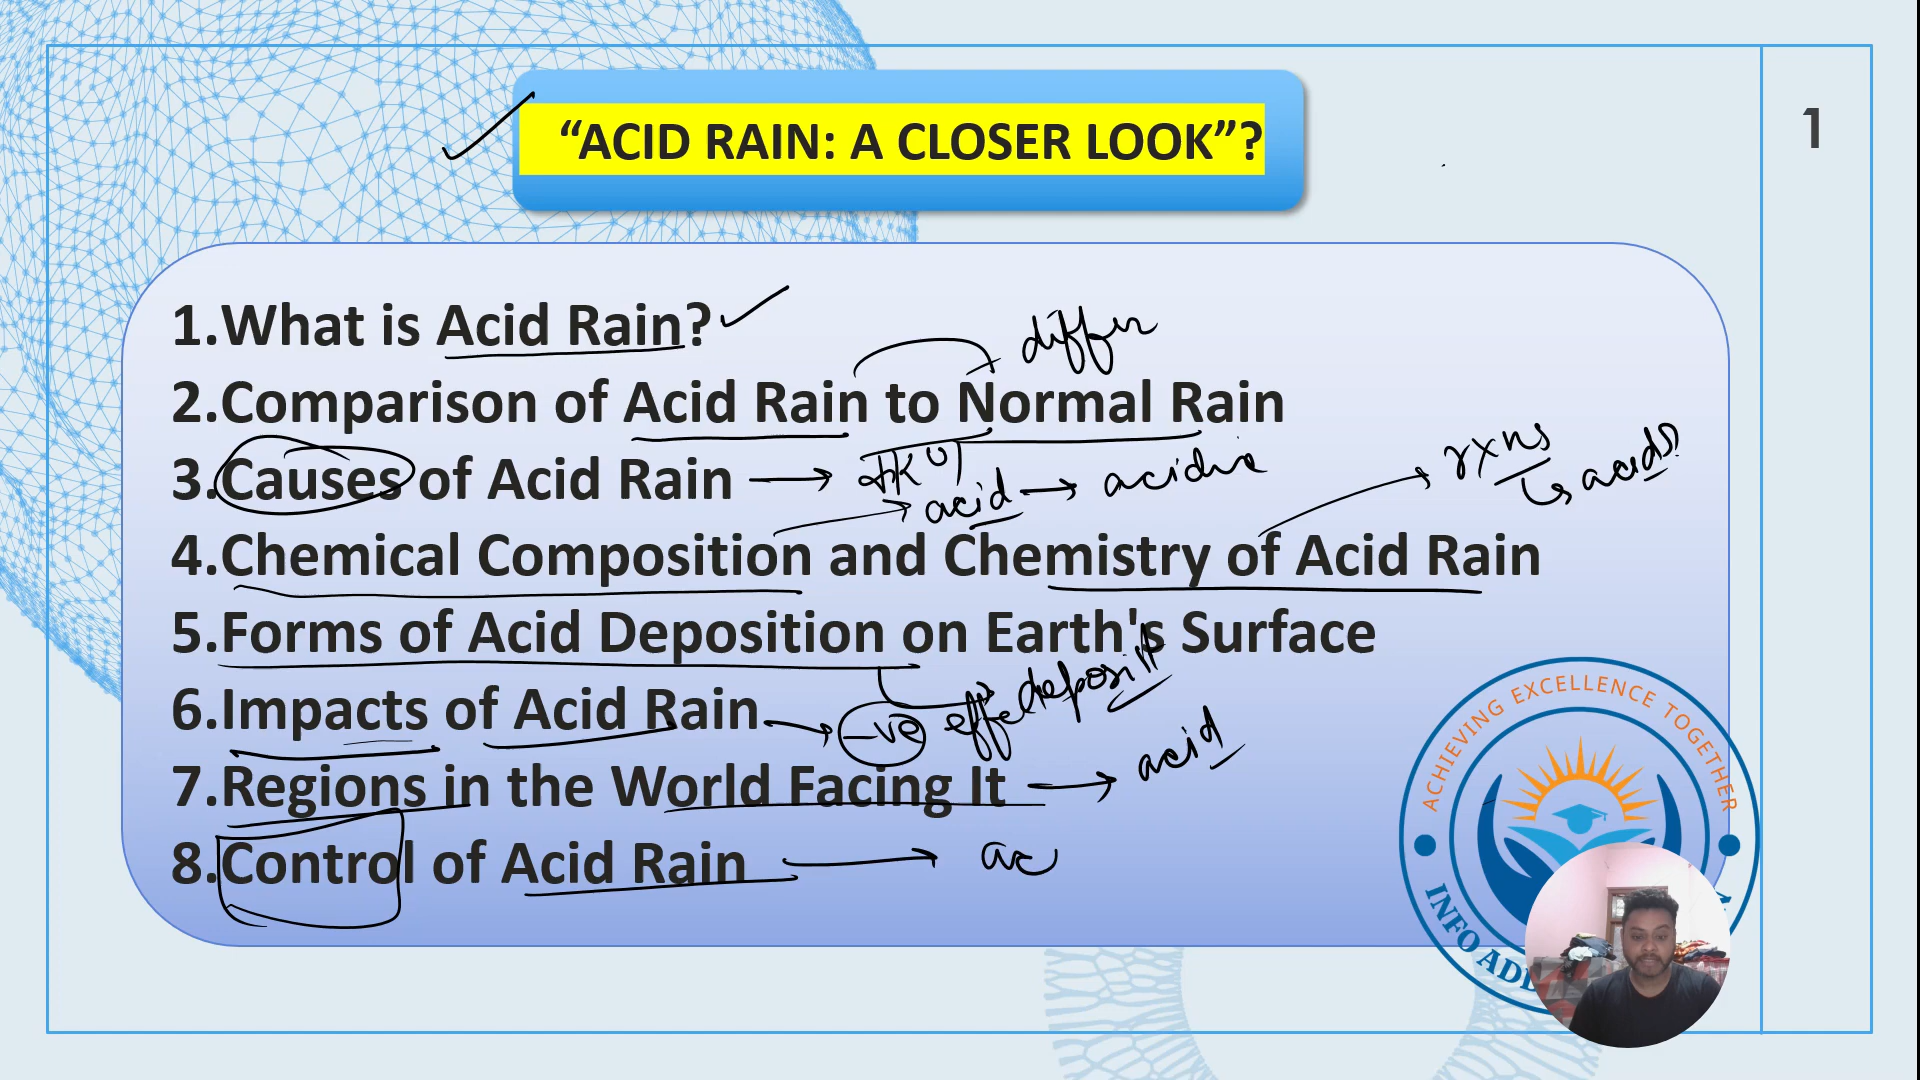 “ACID RAIN: A CLOSER LOOK”?
1
1.What is Acid Rain?
differ
2.Comparison of Acid Rain to Normal Rain
3.Causes of Acid Rain
acid
rxns
acids
4.Chemical Composition and Chemistry of Acid Rain
5.Forms of Acid Deposition on Earth's Surface
6.Impacts of Acid Rain
-ve
7.Regions in the World Facing It
acid
8.Control of Acid Rain
ac
ACHIEVING EXCELLENCE TOGETHER
INFO ADD